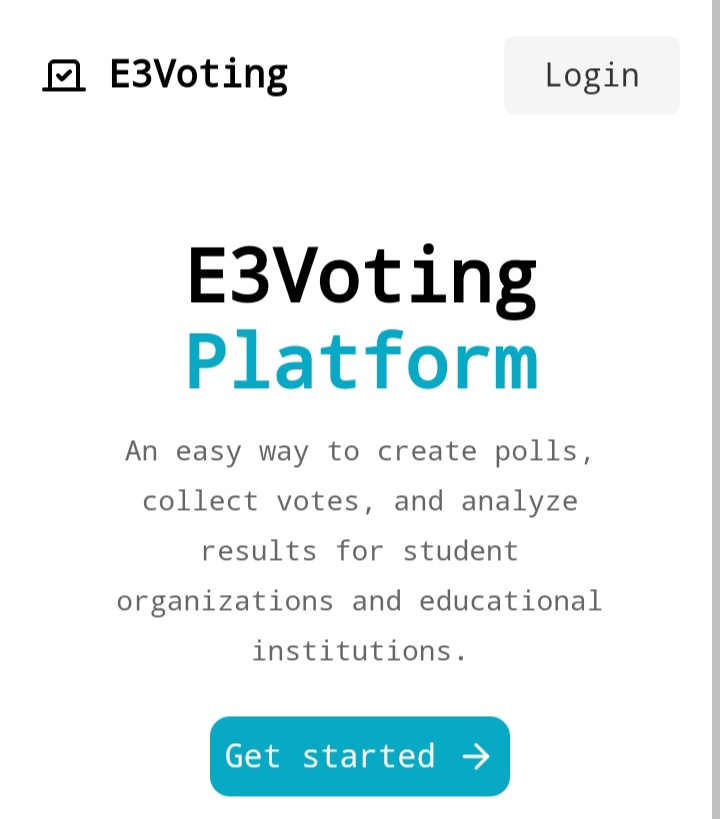 E3Voting
Login
E3Voting
Platform
An easy way to create polls,
collect votes, and analyze
results for student
organizations and educational
institutions.
Get started →